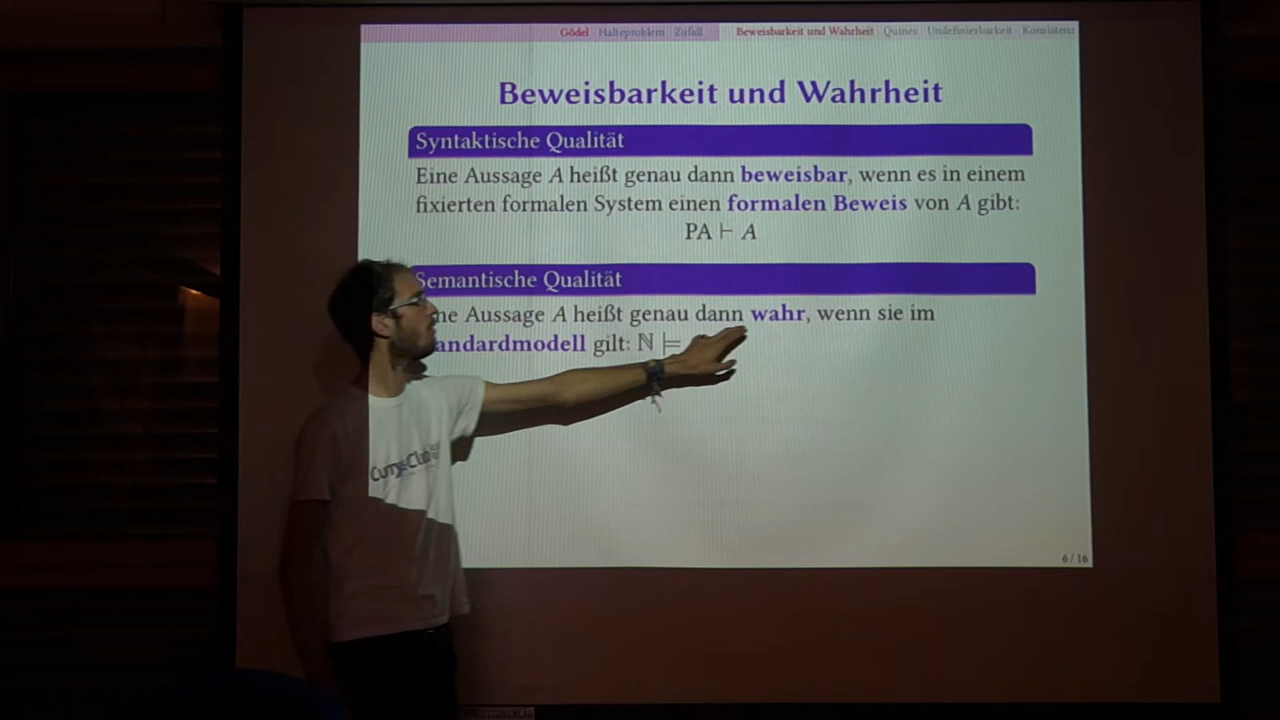 Gödel Halteproblem Zufall Beweisbarkeit und Wahrheit Quines Undefinierbarkeit Konsistenz
Beweisbarkeit und Wahrheit
Syntaktische Qualität
Eine Aussage A heißt genau dann beweisbar, wenn es in einem
fixierten formalen System einen formalen Beweis von A gibt:
PA ⊢ A
Semantische Qualität
ne Aussage A heißt genau dann wahr, wenn sie im
andardmodell gilt: ℕ ⊨
6 / 16